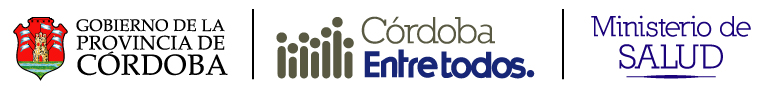 GOBIERNO DE LA
PROVINCIA DE
CÓRDOBA
Córdoba
Entre todos.
Ministerio de
SALUD